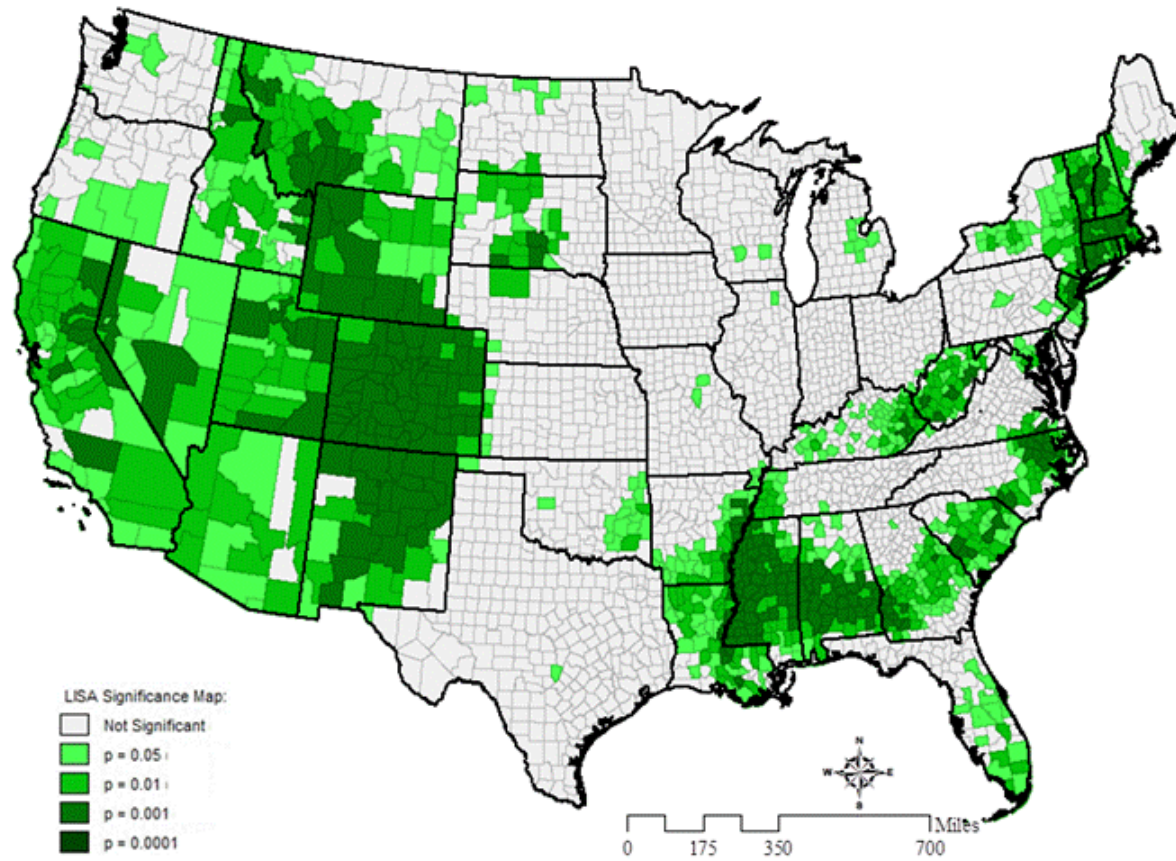 LISA Significance Map:
Not Significant
p = 0.05
p = 0.01
p = 0.001
p = 0.0001
N
W E
S
Miles
0 175 350 700